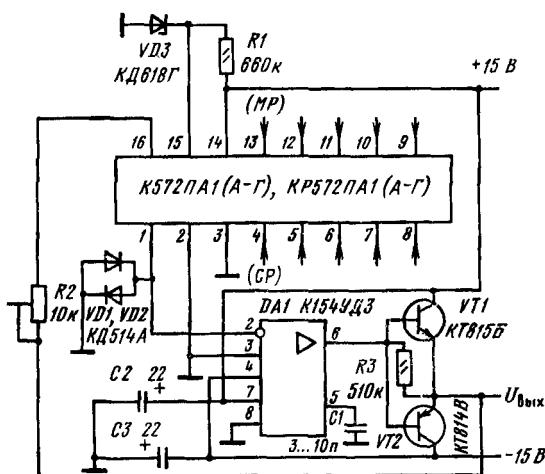 VD3
КД618Г
R1
660к
+15 В
(МР)
16 15 14 13 12 11 10 9
К572ПА1 (А-Г), КР572ПА1 (А-Г)
1 2 3 4 5 6 7 8
(СР)
R2
10к
VD1, VD2
КД514А
DA1 К154УД3
VT1
КТ815Б
2
3
4
7
8
6
5
R3
510к
C2 22 +
C3 22 +
C1
3...10п
VT2
КТ814В
Uвых
-15 В